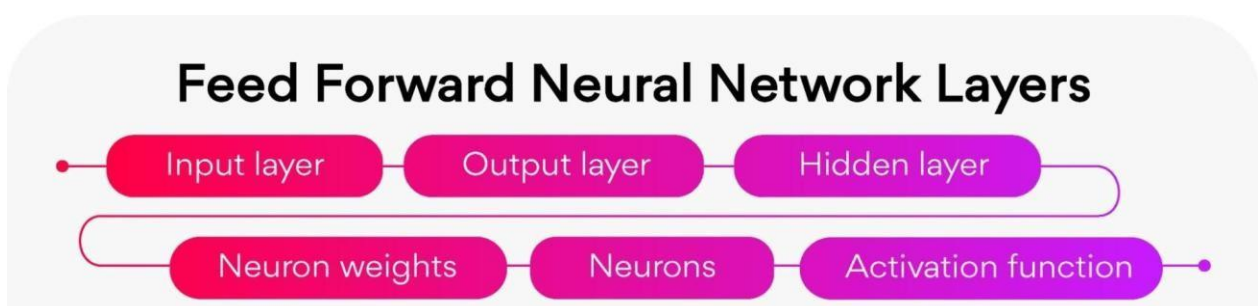 Feed Forward Neural Network Layers
Input layer Output layer Hidden layer
Neuron weights Neurons Activation function